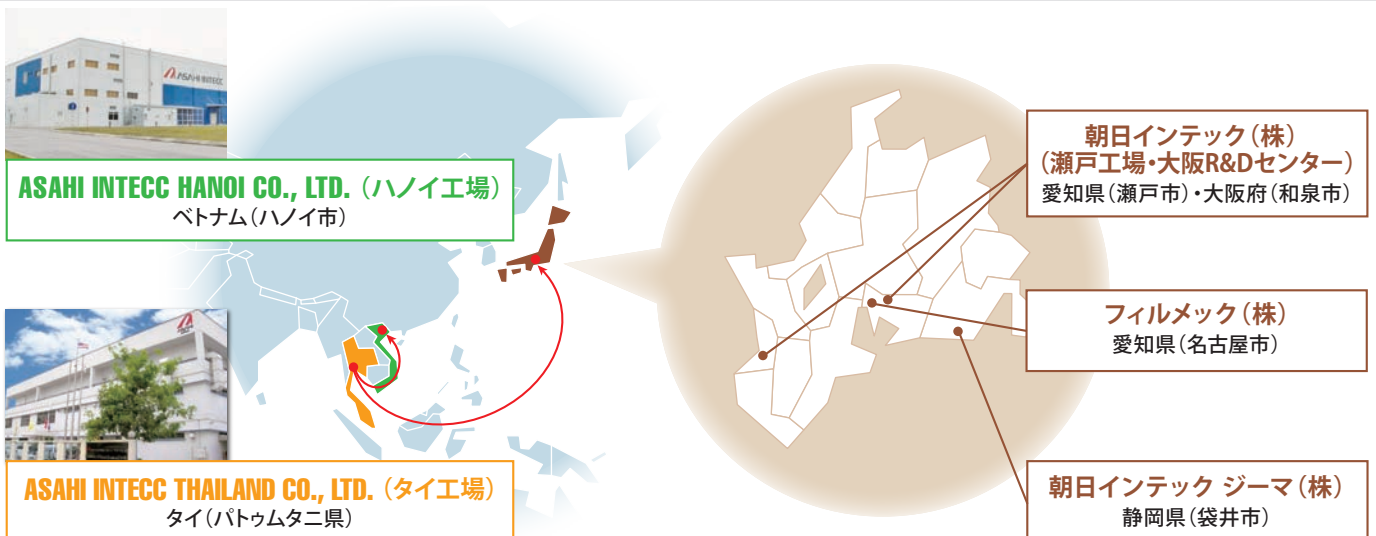 ASAHI INTECC
ASAHI INTECC HANOI CO., LTD.（ハノイ工場）
ベトナム（ハノイ市）
ASAHI INTECC THAILAND CO., LTD.（タイ工場）
タイ（パトゥムタニ県）
朝日インテック（株）
（瀬戸工場・大阪R&Dセンター）
愛知県（瀬戸市）・大阪府（和泉市）
フィルメック（株）
愛知県（名古屋市）
朝日インテック ジーマ（株）
静岡県（袋井市）